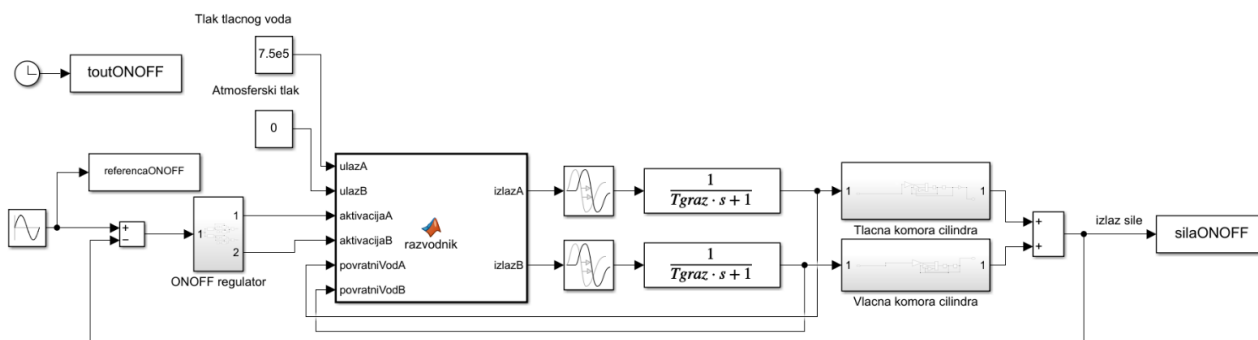 Tlak tlacnog voda
7.5e5
toutONOFF
Atmosferski tlak
0
referencaONOFF
+
−
1
1
2
ONOFF regulator
ulazA
ulazB
aktivacijaA
aktivacijaB
povratniVodA
povratniVodB
razvodnik
izlazA
izlazB
1
Tgraz · s + 1
1
Tgraz · s + 1
1
1
Tlacna komora cilindra
1
1
Vlacna komora cilindra
+
+
izlaz sile
silaONOFF